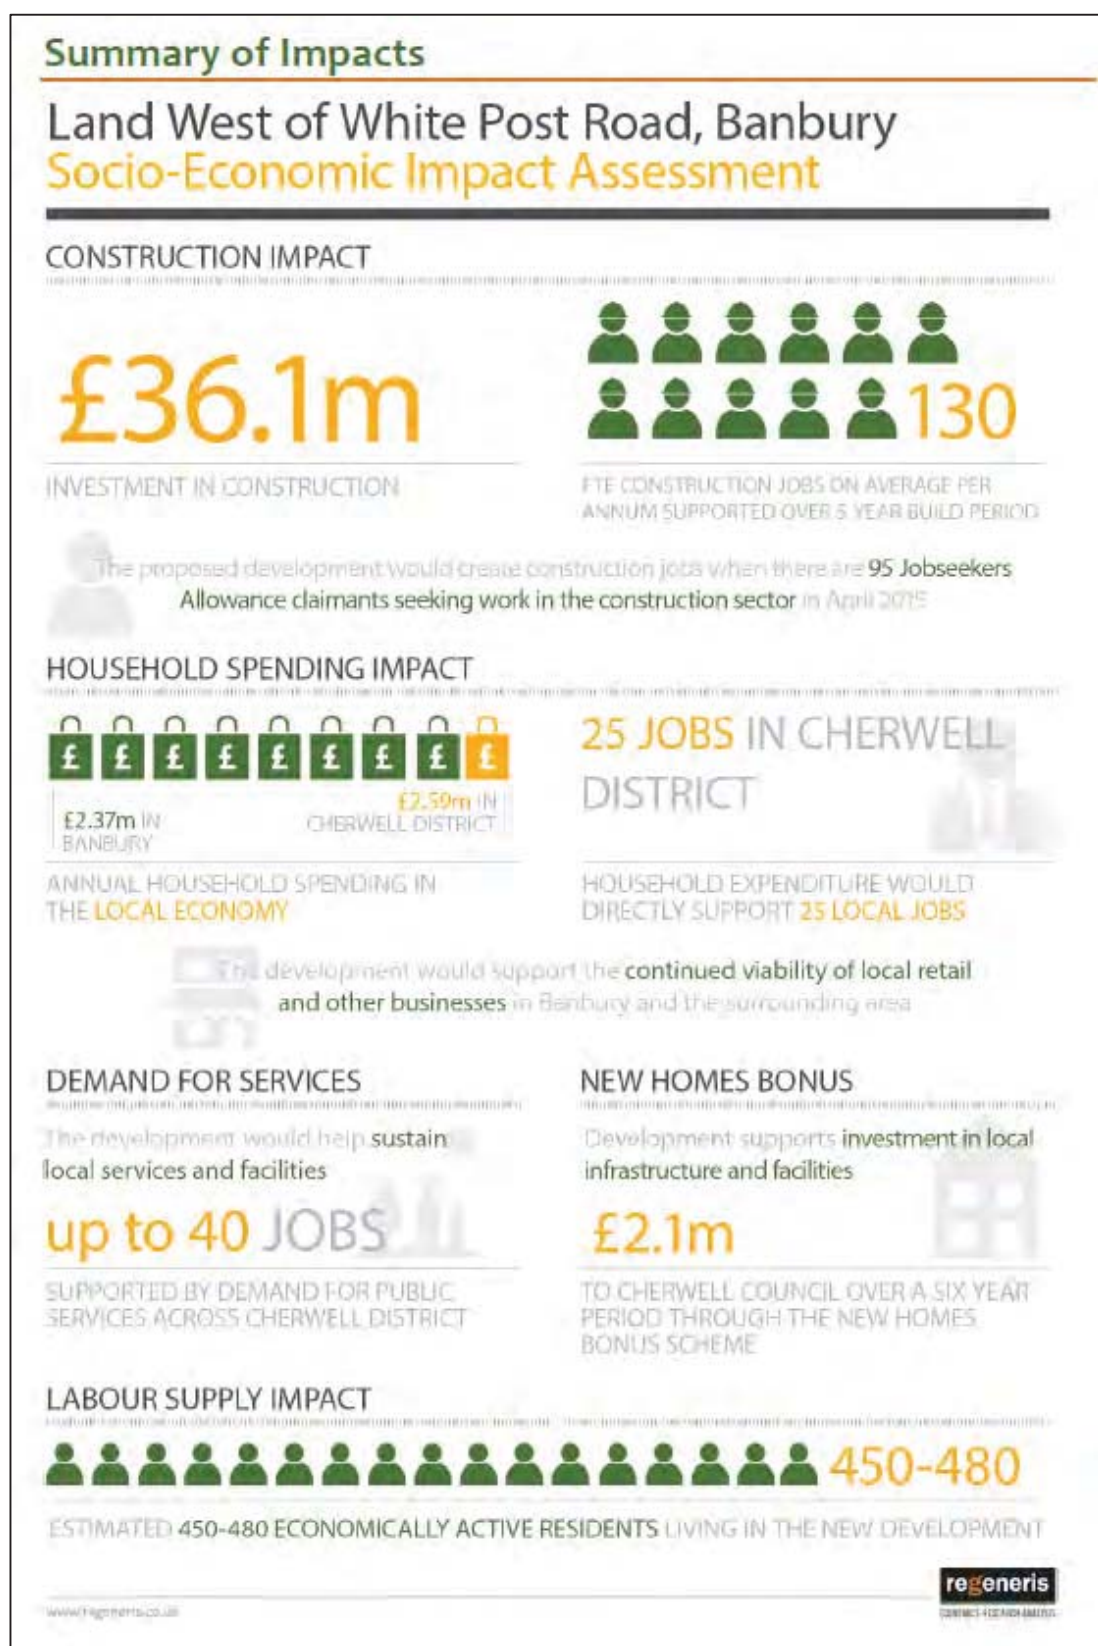 Summary of Impacts
Land West of White Post Road, Banbury
Socio-Economic Impact Assessment
CONSTRUCTION IMPACT
£36.1m
INVESTMENT IN CONSTRUCTION
130
FTE CONSTRUCTION JOBS ON AVERAGE PER
ANNUM SUPPORTED OVER 5 YEAR BUILD PERIOD
The proposed development would create construction jobs when there are 95 Jobseekers
Allowance claimants seeking work in the construction sector in April 2015
HOUSEHOLD SPENDING IMPACT
£ £ £ £ £ £ £ £ £
£2.37m IN
BANBURY
£2.59m IN
CHERWELL DISTRICT
ANNUAL HOUSEHOLD SPENDING IN
THE LOCAL ECONOMY
25 JOBS IN CHERWELL
DISTRICT
HOUSEHOLD EXPENDITURE WOULD
DIRECTLY SUPPORT 25 LOCAL JOBS
The development would support the continued viability of local retail
and other businesses in Banbury and the surrounding area
DEMAND FOR SERVICES
The development would help sustain
local services and facilities
up to 40 JOBS
SUPPORTED BY DEMAND FOR PUBLIC
SERVICES ACROSS CHERWELL DISTRICT
NEW HOMES BONUS
Development supports investment in local
infrastructure and facilities
£2.1m
TO CHERWELL COUNCIL OVER A SIX YEAR
PERIOD THROUGH THE NEW HOMES
BONUS SCHEME
LABOUR SUPPLY IMPACT
450-480
ESTIMATED 450-480 ECONOMICALLY ACTIVE RESIDENTS LIVING IN THE NEW DEVELOPMENT
www.regeneris.co.uk
regeneris